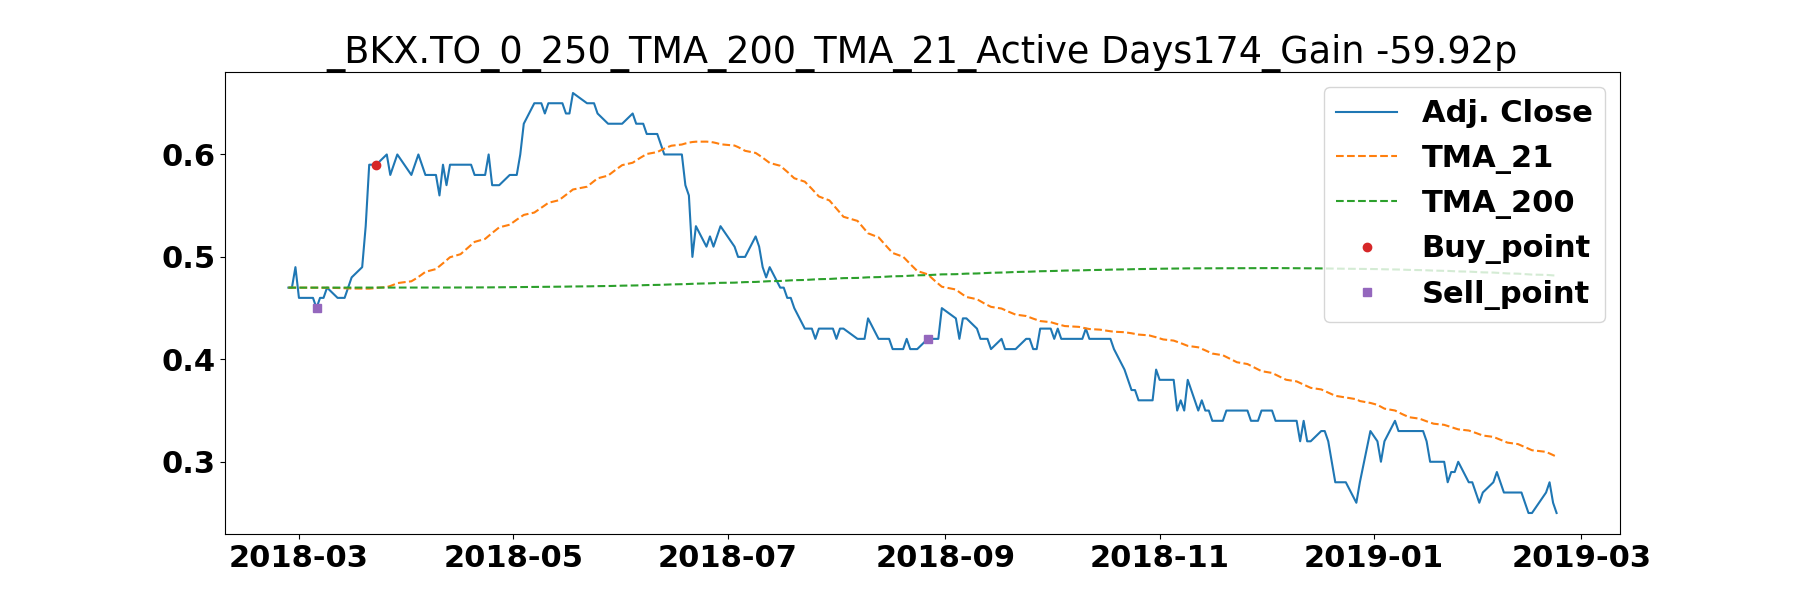 _BKX.TO_0_250_TMA_200_TMA_21_Active Days174_Gain -59.92p
Adj. Close
TMA_21
TMA_200
Buy_point
Sell_point
0.6
0.5
0.4
0.3
2018-03 2018-05 2018-07 2018-09 2018-11 2019-01 2019-03